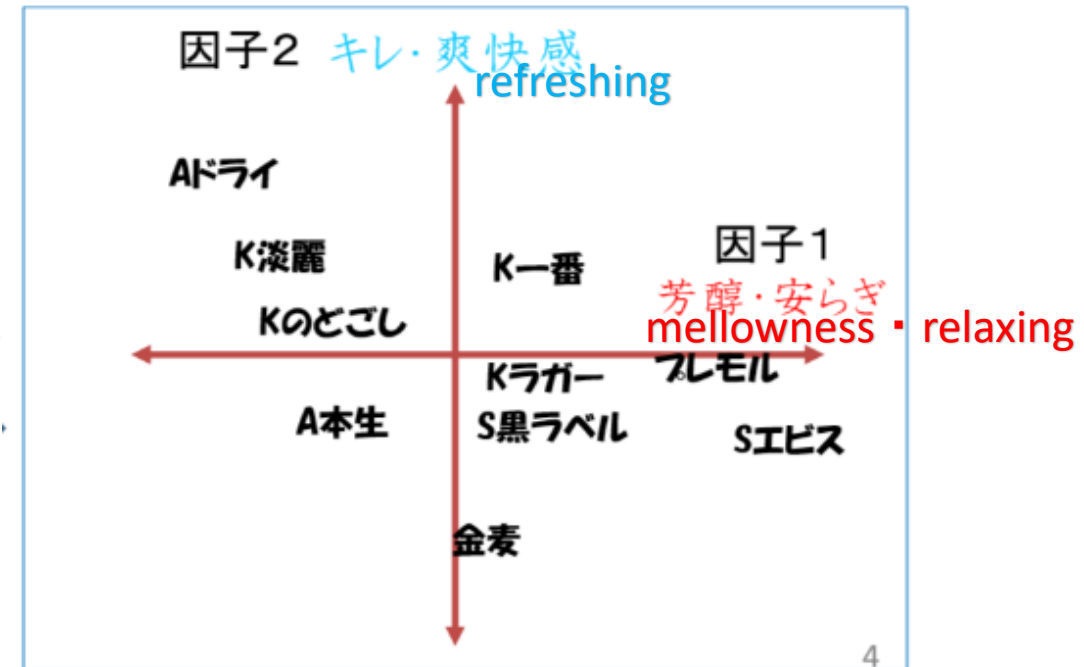 因子2 キレ・爽快感
refreshing
Aドライ
K淡麗
K一番
因子1
芳醇・安らぎ
Kのどごし
mellowness・relaxing
Kラガー
プレモル
A本生
S黒ラベル
Sエビス
金麦
4